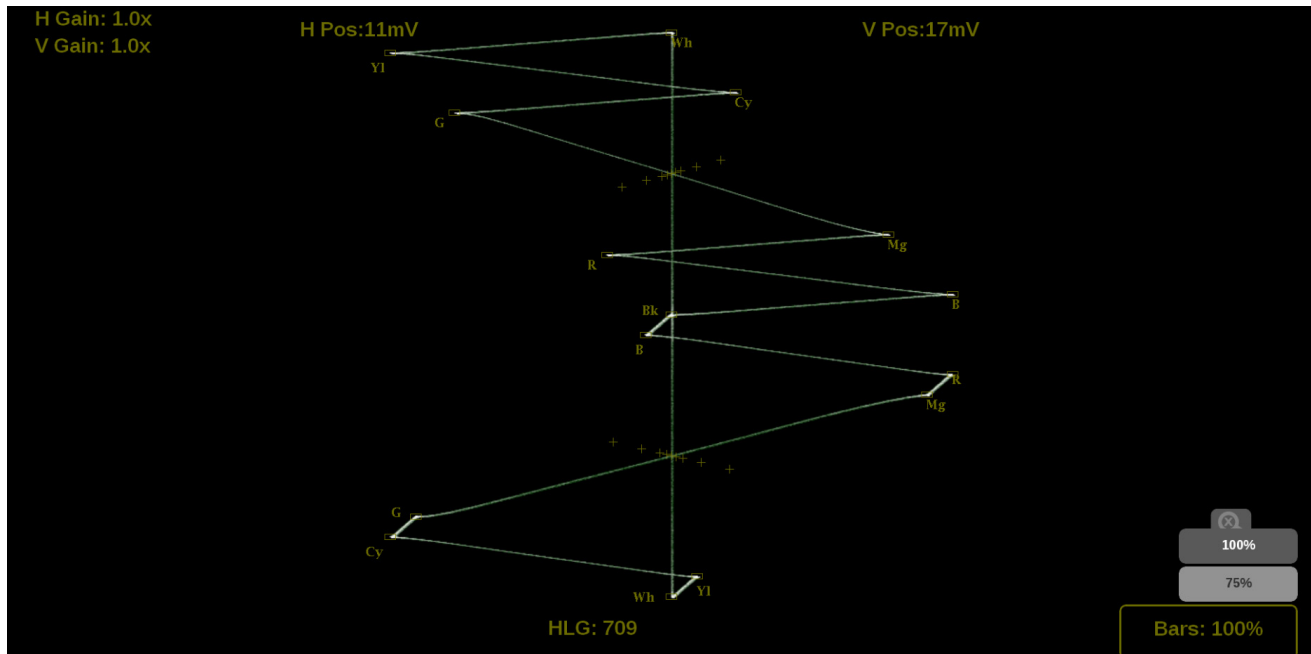 H Gain: 1.0x
V Gain: 1.0x
H Pos:11mV
V Pos:17mV
Wh
Yl
Cy
G
Mg
R
B
Bk
B
R
Mg
G
Cy
Yl
Wh
100%
75%
HLG: 709
Bars: 100%